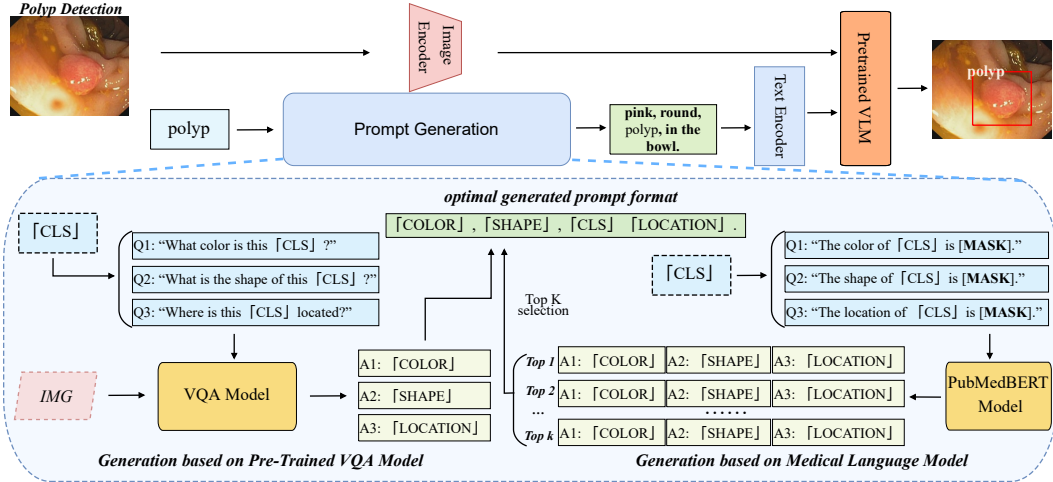 Polyp Detection
Image
Encoder
Pretrained VLM
polyp
polyp
Prompt Generation
pink, round,
polyp, in the
bowl.
Text Encoder
optimal generated prompt format
⌈CLS⌋
⌈COLOR⌋ , ⌈SHAPE⌋ , ⌈CLS⌋ ⌈LOCATION⌋ .
Q1: “What color is this ⌈CLS⌋ ?”
Q2: “What is the shape of this ⌈CLS⌋ ?”
Q3: “Where is this ⌈CLS⌋ located?”
⌈CLS⌋
Q1: “The color of ⌈CLS⌋ is [MASK].”
Q2: “The shape of ⌈CLS⌋ is [MASK].”
Q3: “The location of ⌈CLS⌋ is [MASK].”
Top K
selection
IMG
VQA Model
A1: ⌈COLOR⌋
A2: ⌈SHAPE⌋
A3: ⌈LOCATION⌋
Top 1 A1: ⌈COLOR⌋ A2: ⌈SHAPE⌋ A3: ⌈LOCATION⌋
Top 2 A1: ⌈COLOR⌋ A2: ⌈SHAPE⌋ A3: ⌈LOCATION⌋
... ......
Top k A1: ⌈COLOR⌋ A2: ⌈SHAPE⌋ A3: ⌈LOCATION⌋
PubMedBERT
Model
Generation based on Pre-Trained VQA Model
Generation based on Medical Language Model